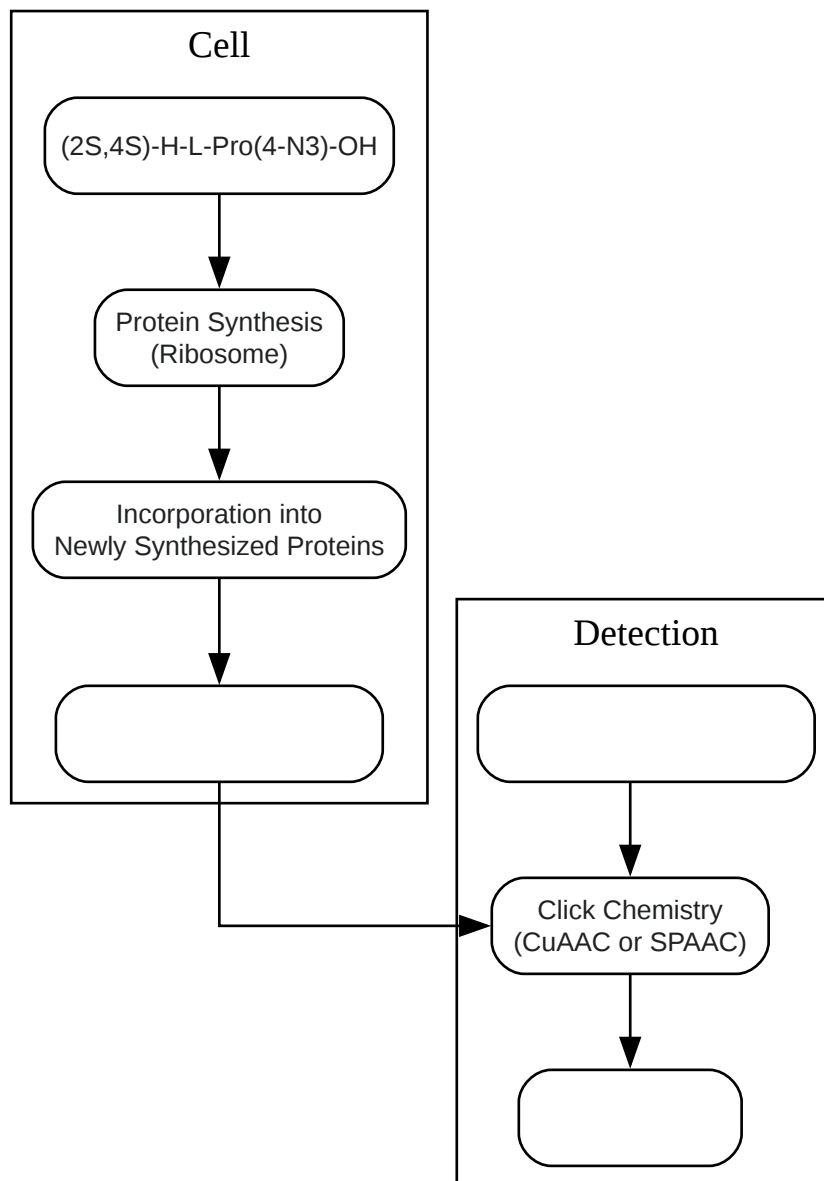 Cell
(2S,4S)-H-L-Pro(4-N3)-OH
Protein Synthesis
(Ribosome)
Incorporation into
Newly Synthesized Proteins
Detection
Click Chemistry
(CuAAC or SPAAC)